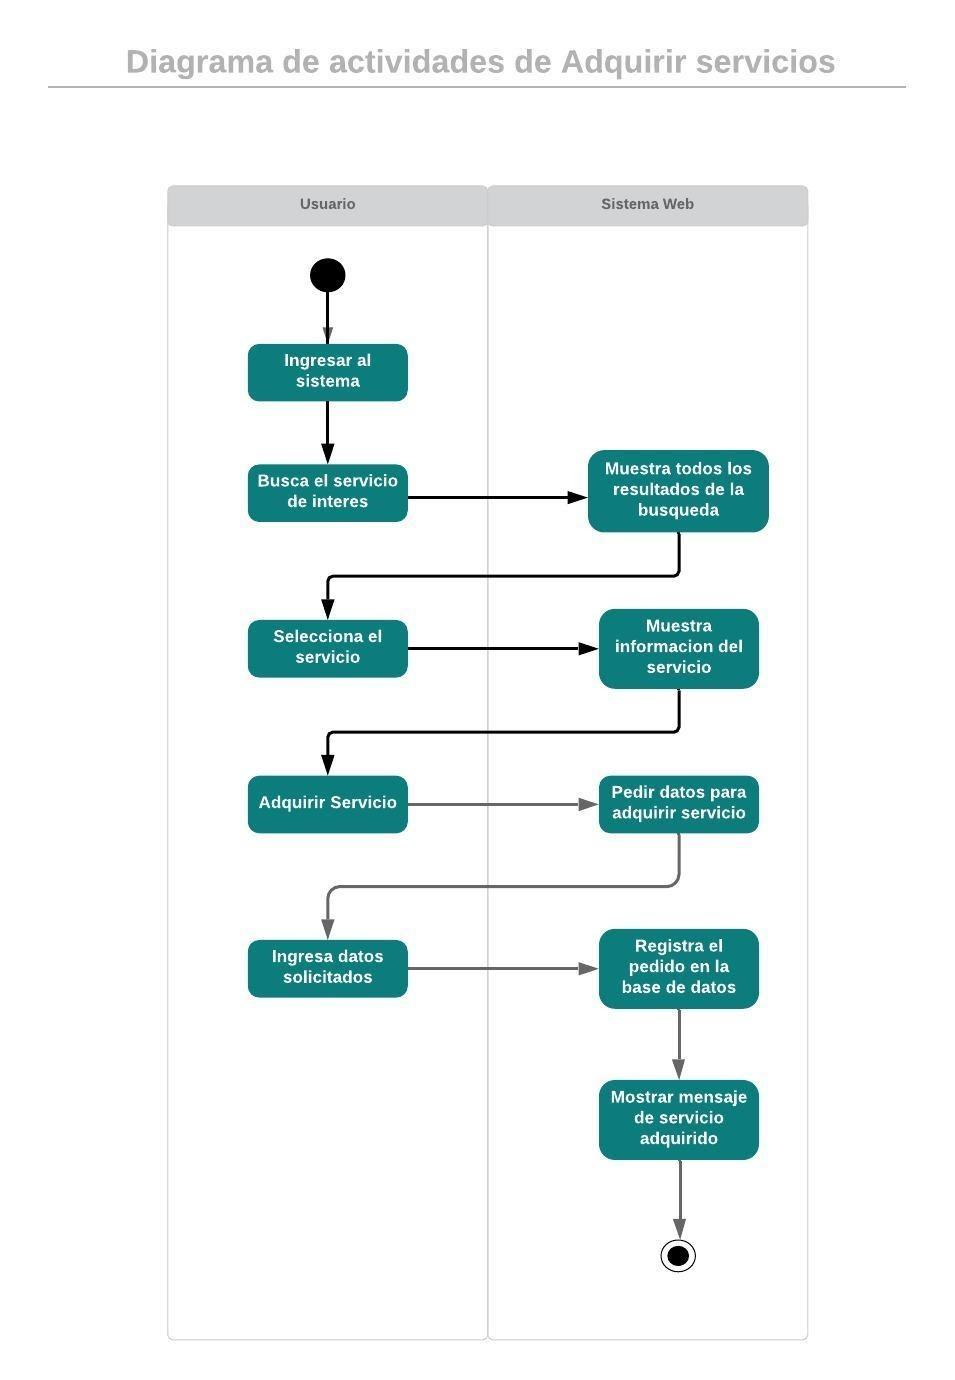 Diagrama de actividades de Adquirir servicios
Usuario
Sistema Web
Ingresar al
sistema
Busca el servicio
de interes
Muestra todos los
resultados de la
busqueda
Selecciona el
servicio
Muestra
informacion del
servicio
Adquirir Servicio
Pedir datos para
adquirir servicio
Ingresa datos
solicitados
Registra el
pedido en la
base de datos
Mostrar mensaje
de servicio
adquirido